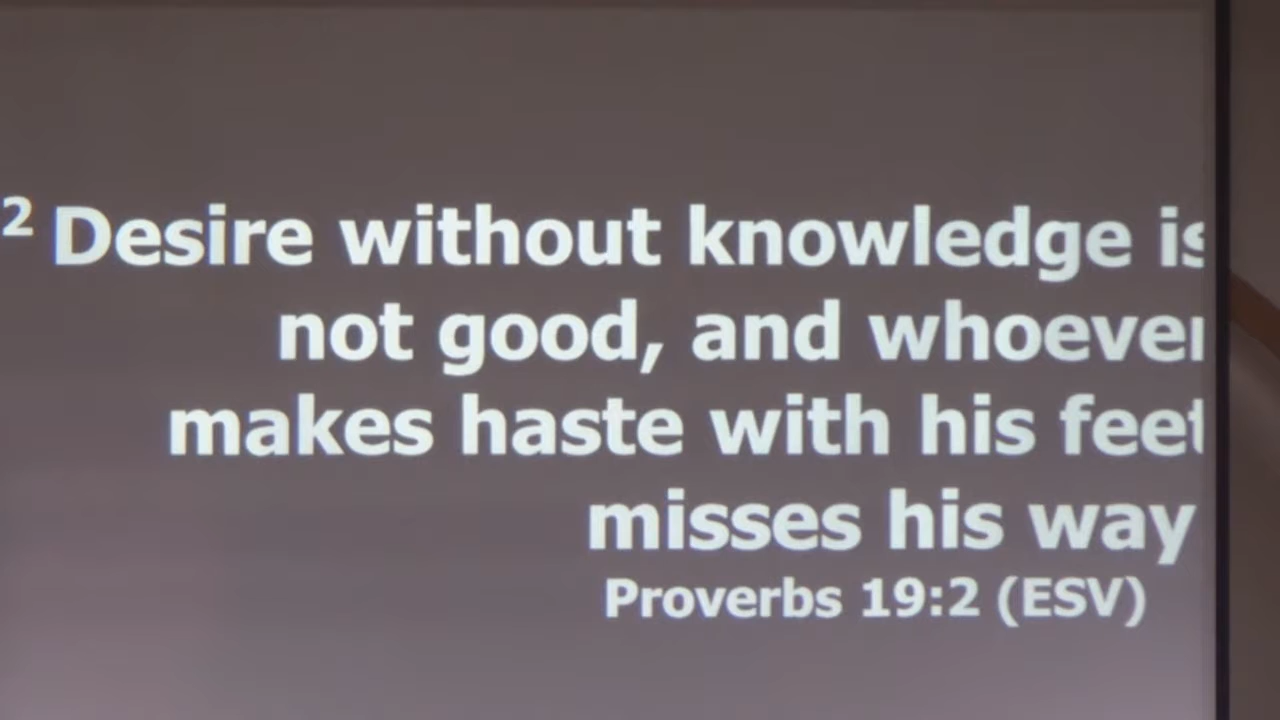 2 Desire without knowledge is
not good, and whoever
makes haste with his feet
misses his way
Proverbs 19:2 (ESV)